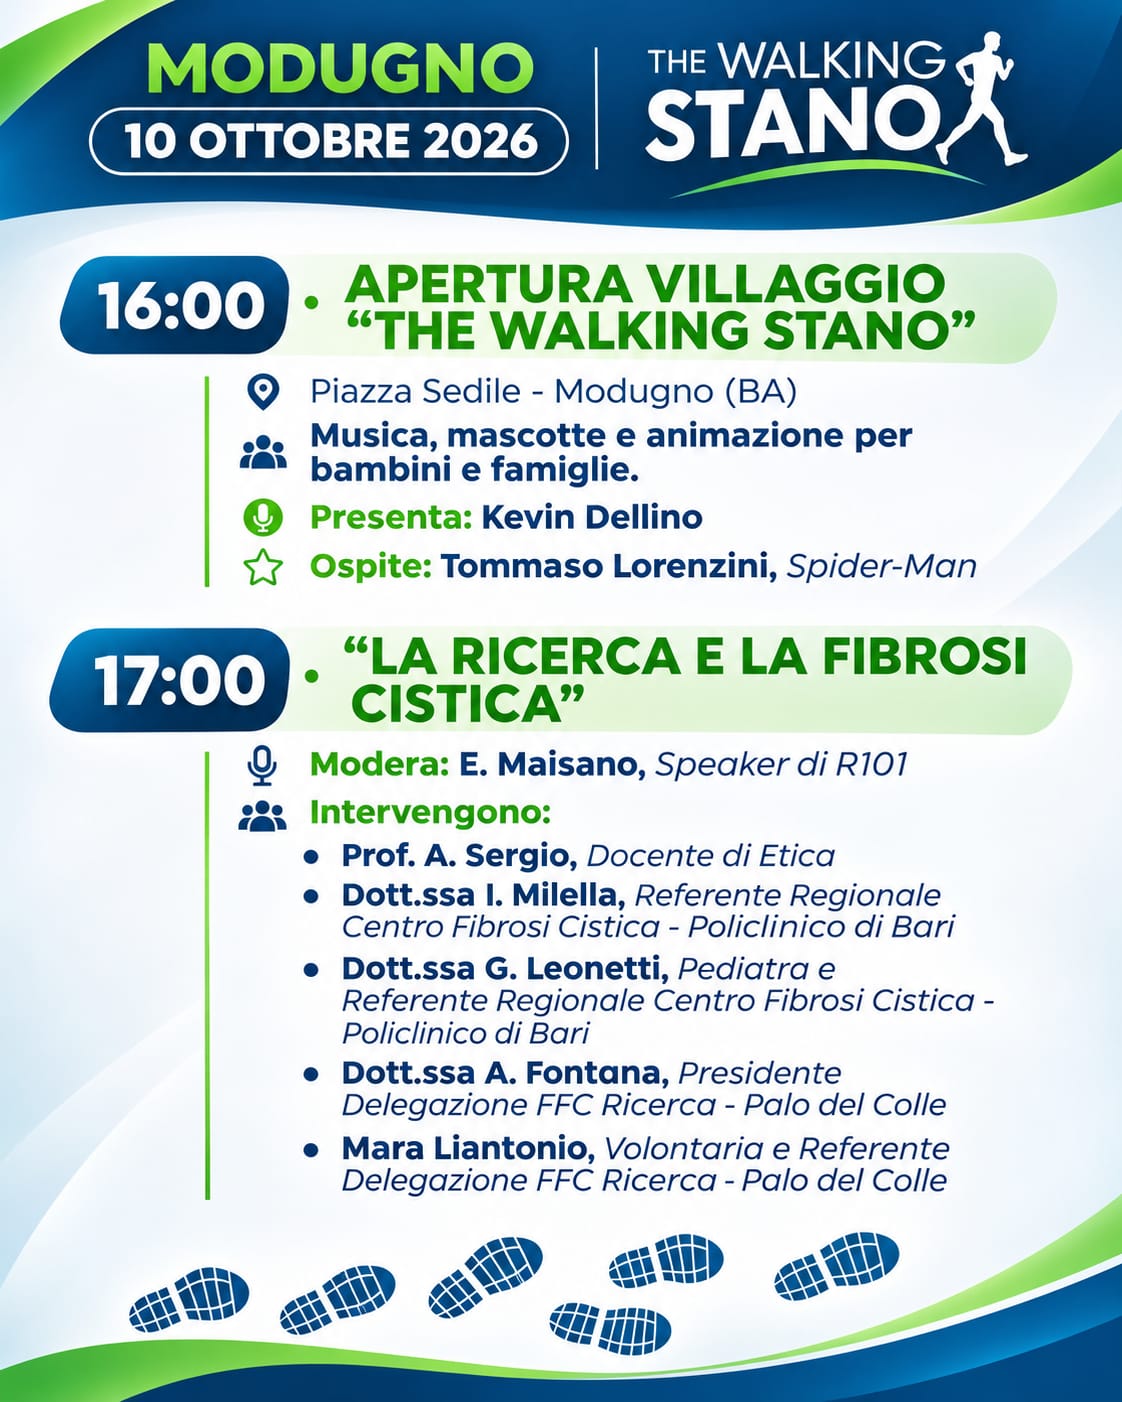 MODUGNO
10 OTTOBRE 2026
THE WALKING
STANO
16:00 • APERTURA VILLAGGIO
“THE WALKING STANO”
Piazza Sedile - Modugno (BA)
Musica, mascotte e animazione per
bambini e famiglie.
Presenta: Kevin Dellino
Ospite: Tommaso Lorenzini, Spider-Man
17:00 • “LA RICERCA E LA FIBROSI
CISTICA”
Modera: E. Maisano, Speaker di R101
Intervengono:
• Prof. A. Sergio, Docente di Etica
• Dott.ssa I. Milella, Referente Regionale
Centro Fibrosi Cistica - Policlinico di Bari
• Dott.ssa G. Leonetti, Pediatra e
Referente Regionale Centro Fibrosi Cistica -
Policlinico di Bari
• Dott.ssa A. Fontana, Presidente
Delegazione FFC Ricerca - Palo del Colle
• Mara Liantonio, Volontaria e Referente
Delegazione FFC Ricerca - Palo del Colle